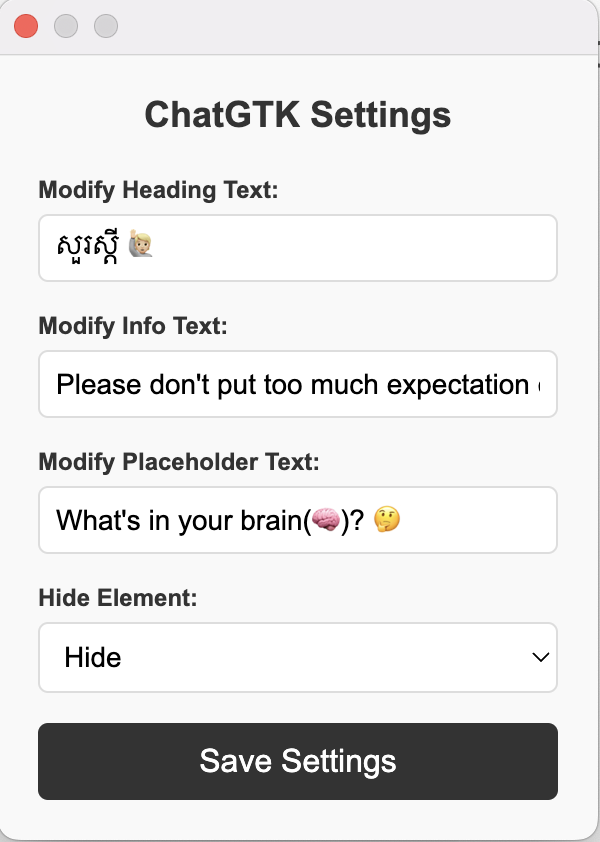 ChatGTK Settings
Modify Heading Text:
សួរស្តី 🙋🏼
Modify Info Text:
Please don't put too much expectation
Modify Placeholder Text:
What's in your brain(🧠)? 🤔
Hide Element:
Hide
Save Settings